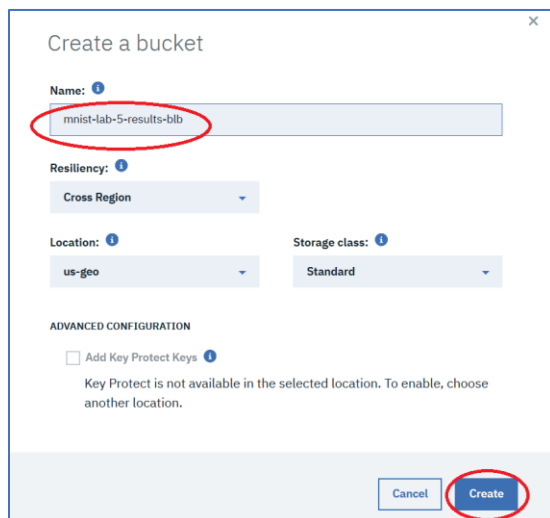 ×
Create a bucket
Name:
mnist-lab-5-results-blb
Resiliency:
Cross Region
Location:
Storage class:
us-geo
Standard
ADVANCED CONFIGURATION
Add Key Protect Keys
Key Protect is not available in the selected location. To enable, choose
another location.
Cancel
Create